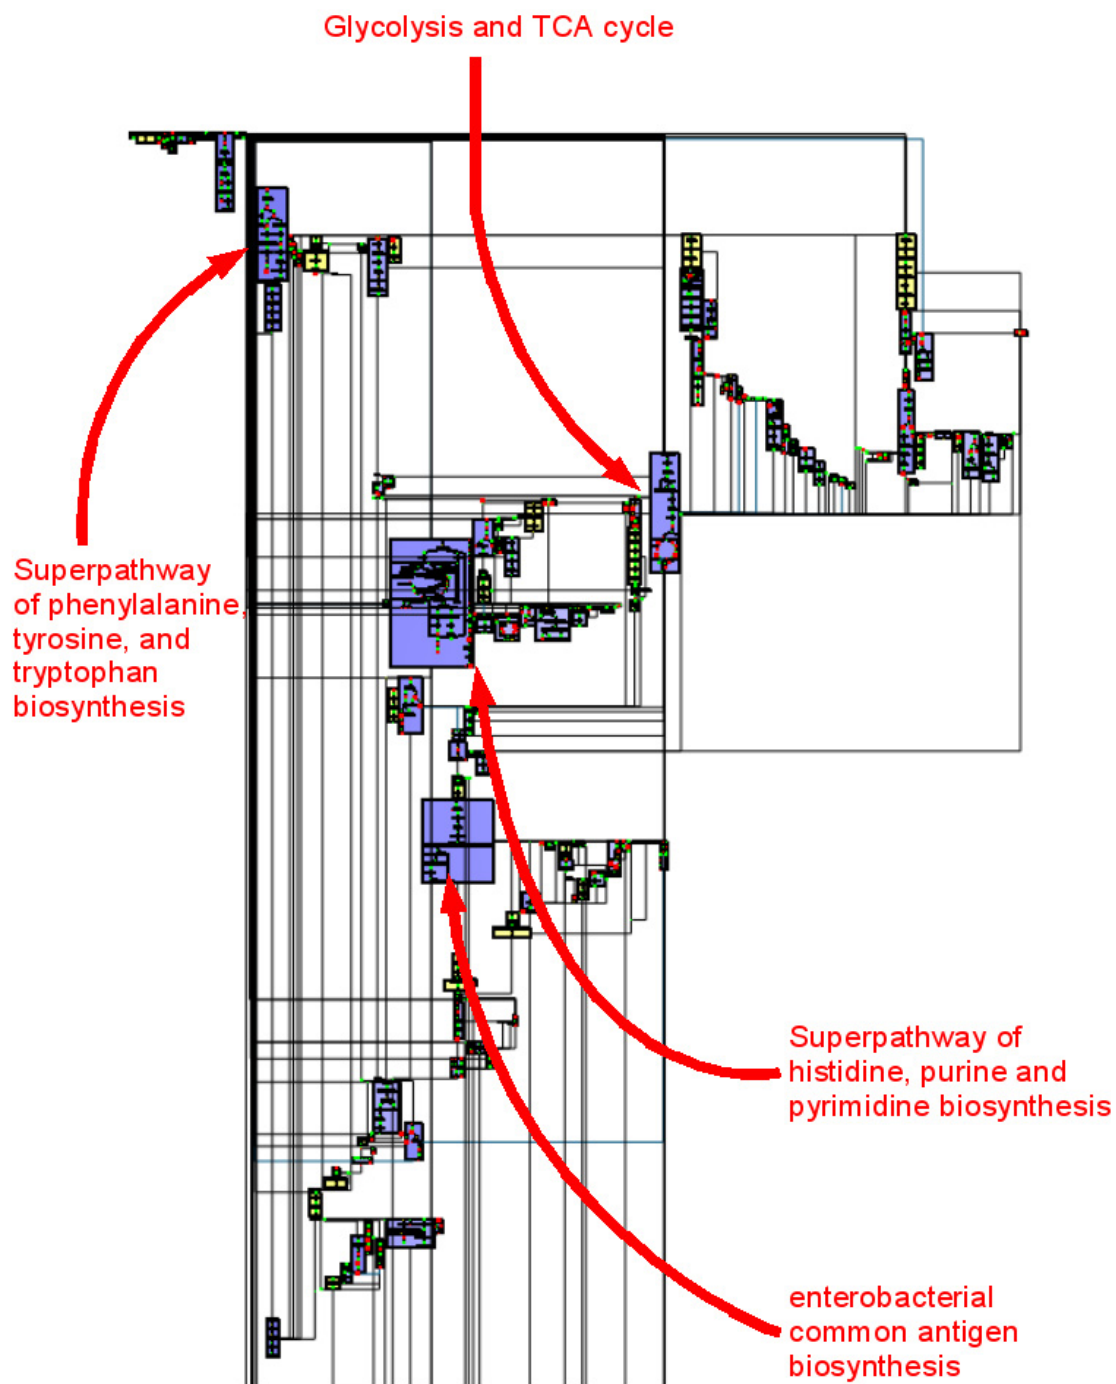 Glycolysis and TCA cycle
Superpathway
of phenylalanine,
tyrosine, and
tryptophan
biosynthesis
Superpathway of
histidine, purine and
pyrimidine biosynthesis
enterobacterial
common antigen
biosynthesis